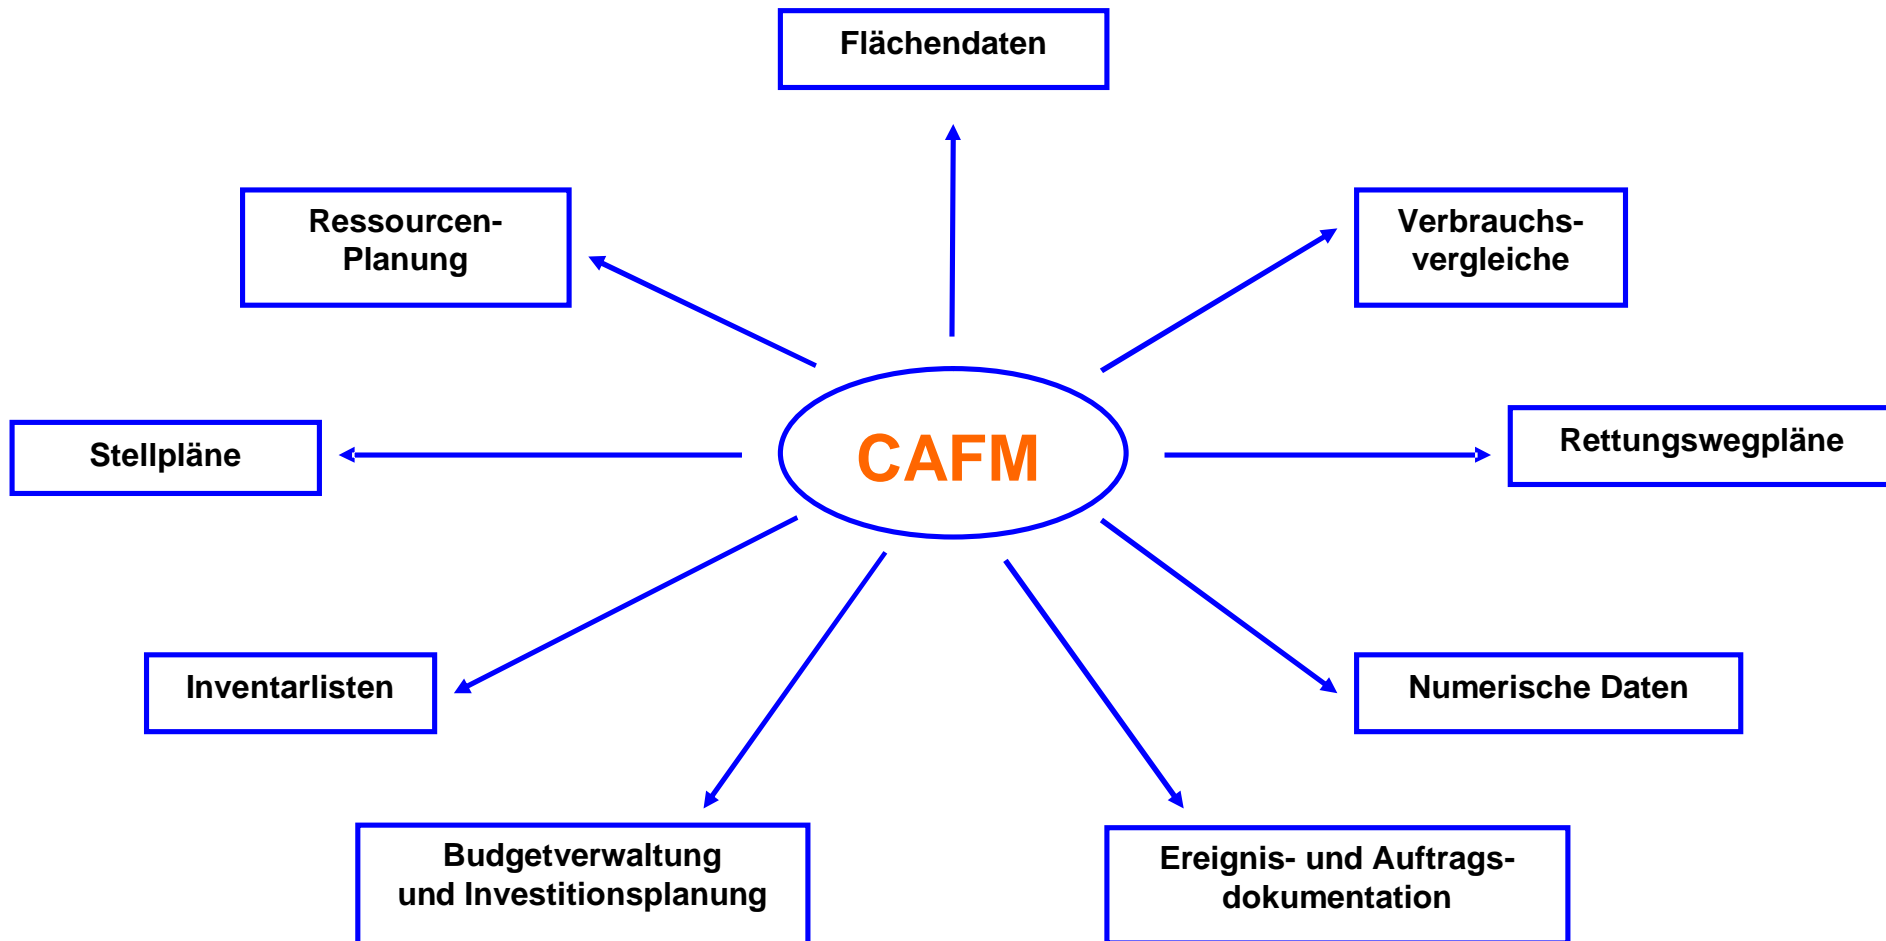 Flächendaten
Ressourcen-
Planung
Verbrauchs-
vergleiche
Stellpläne
CAFM
Rettungswegpläne
Inventarlisten
Numerische Daten
Budgetverwaltung
und Investitionsplanung
Ereignis- und Auftrags-
dokumentation